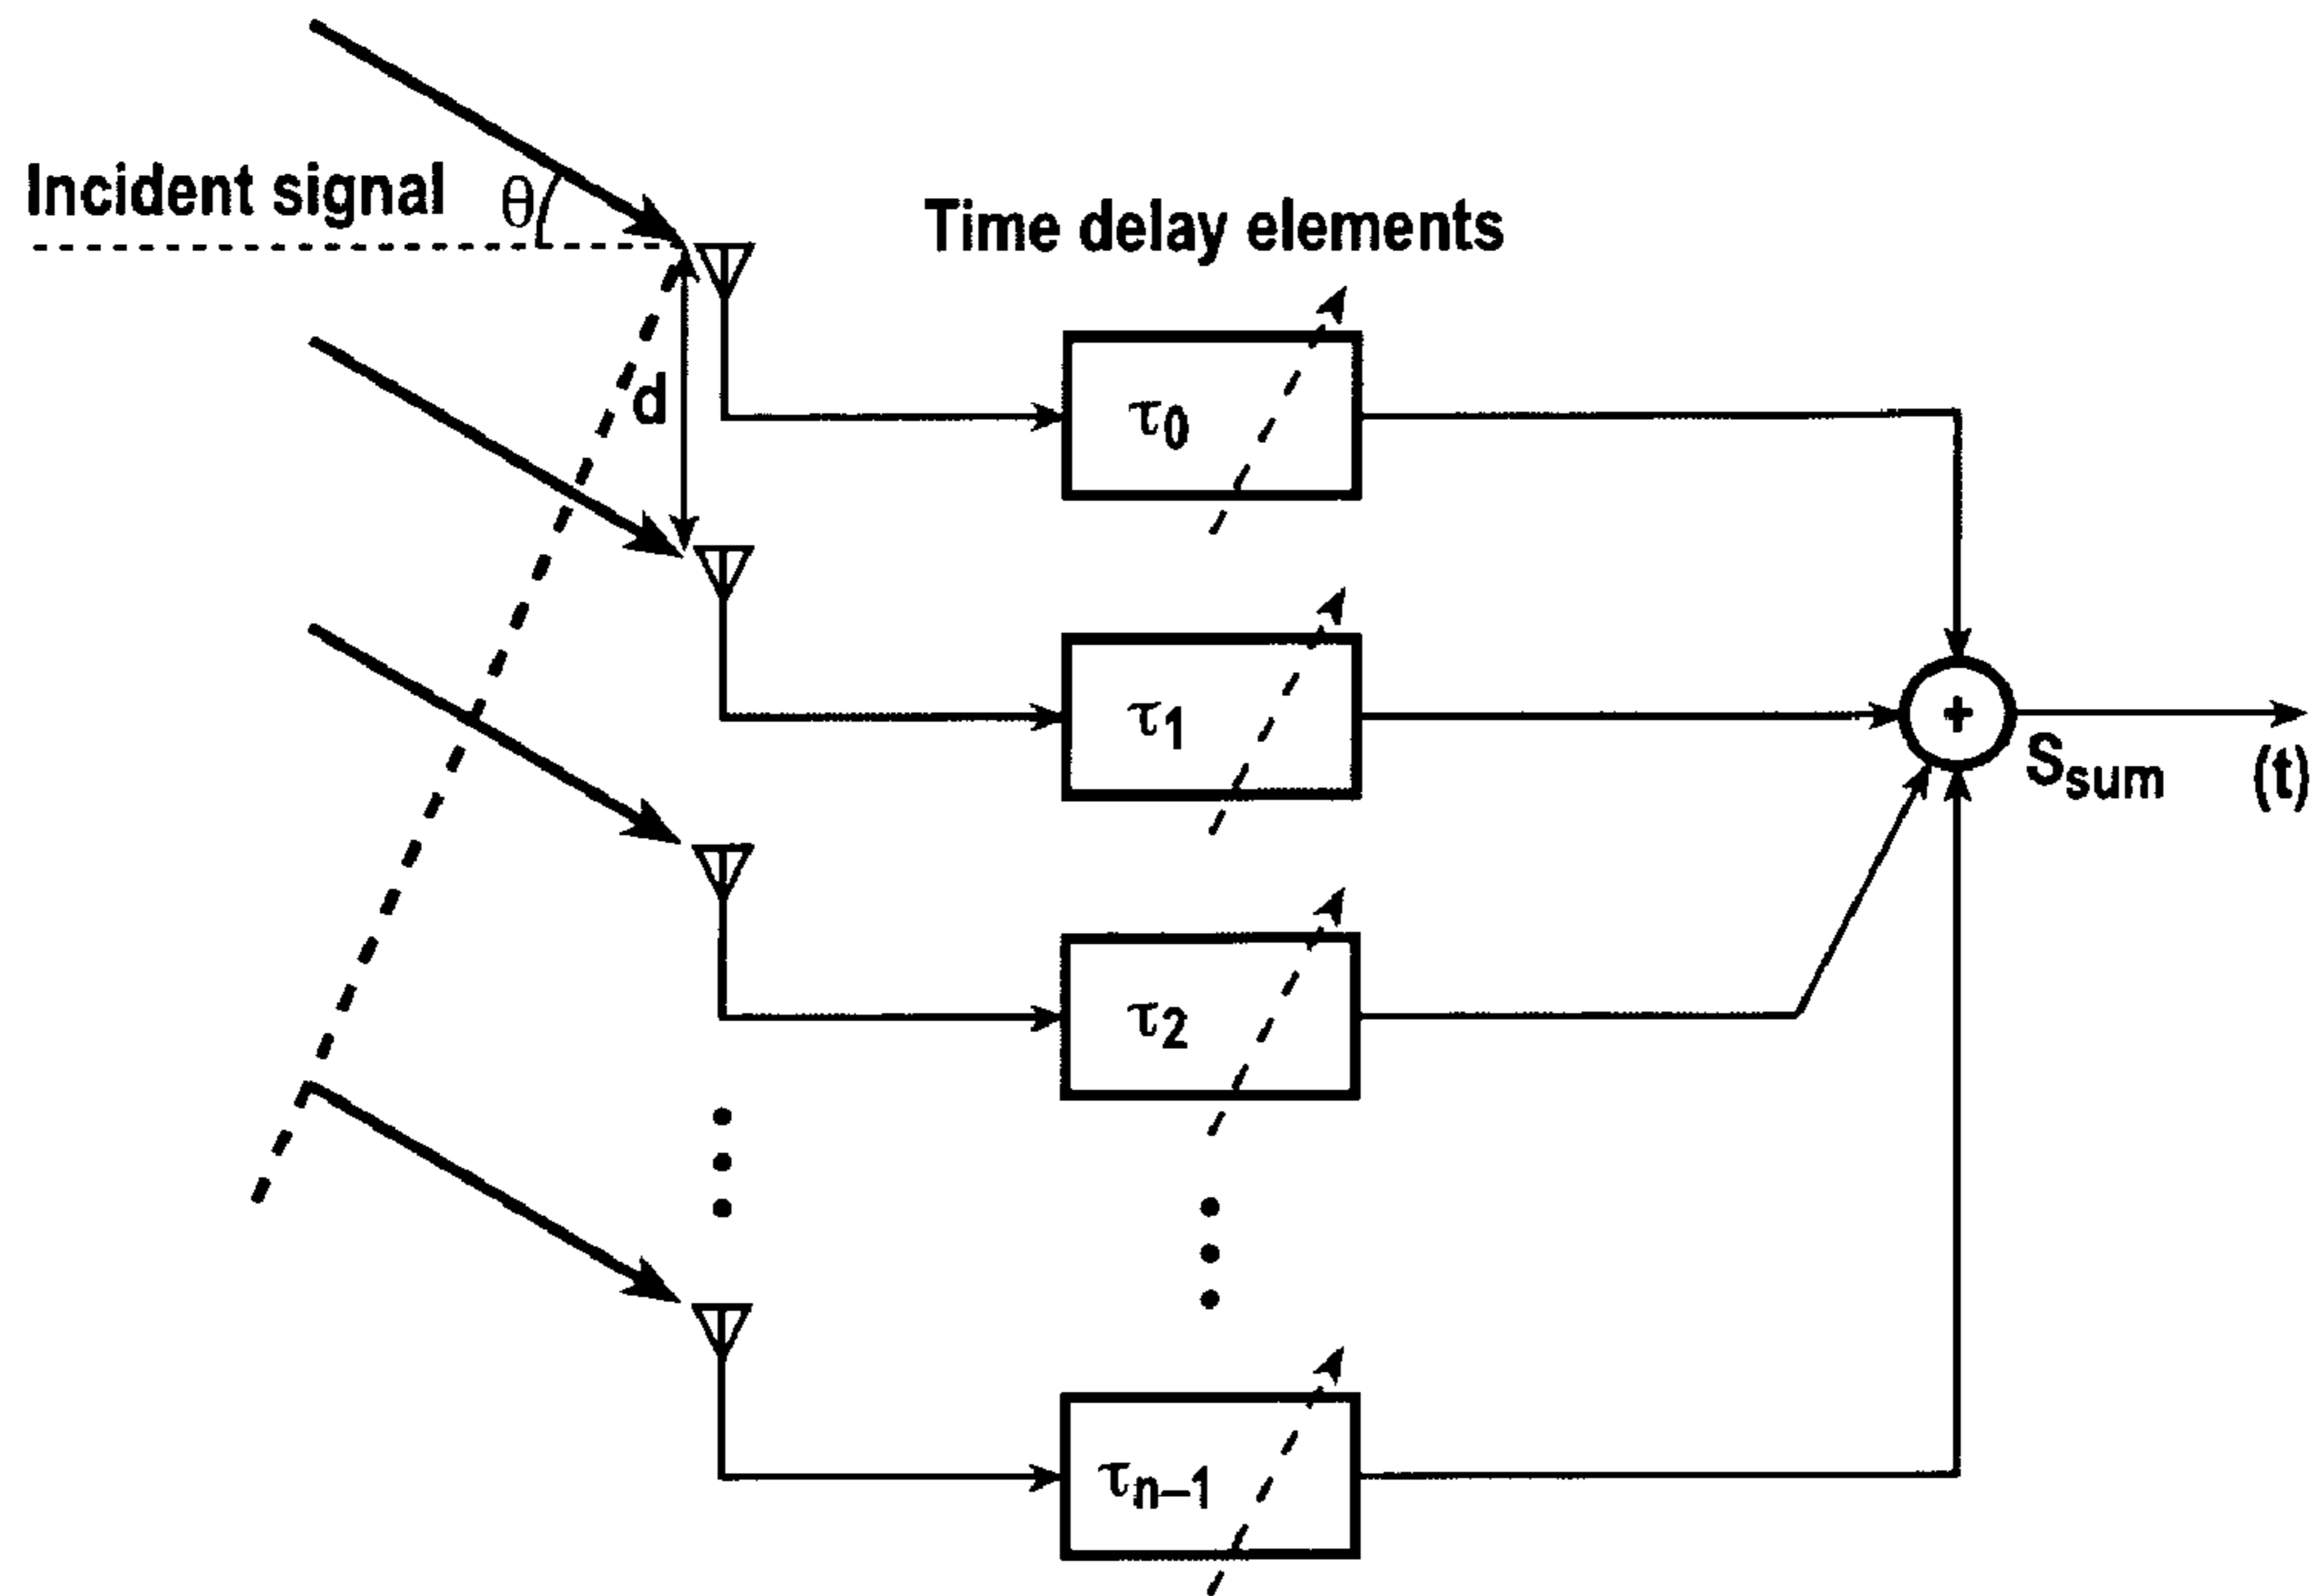 Incident signal
θ
Time delay elements
d
τ0
τ1
+
Ssum (t)
τ2
τn–1